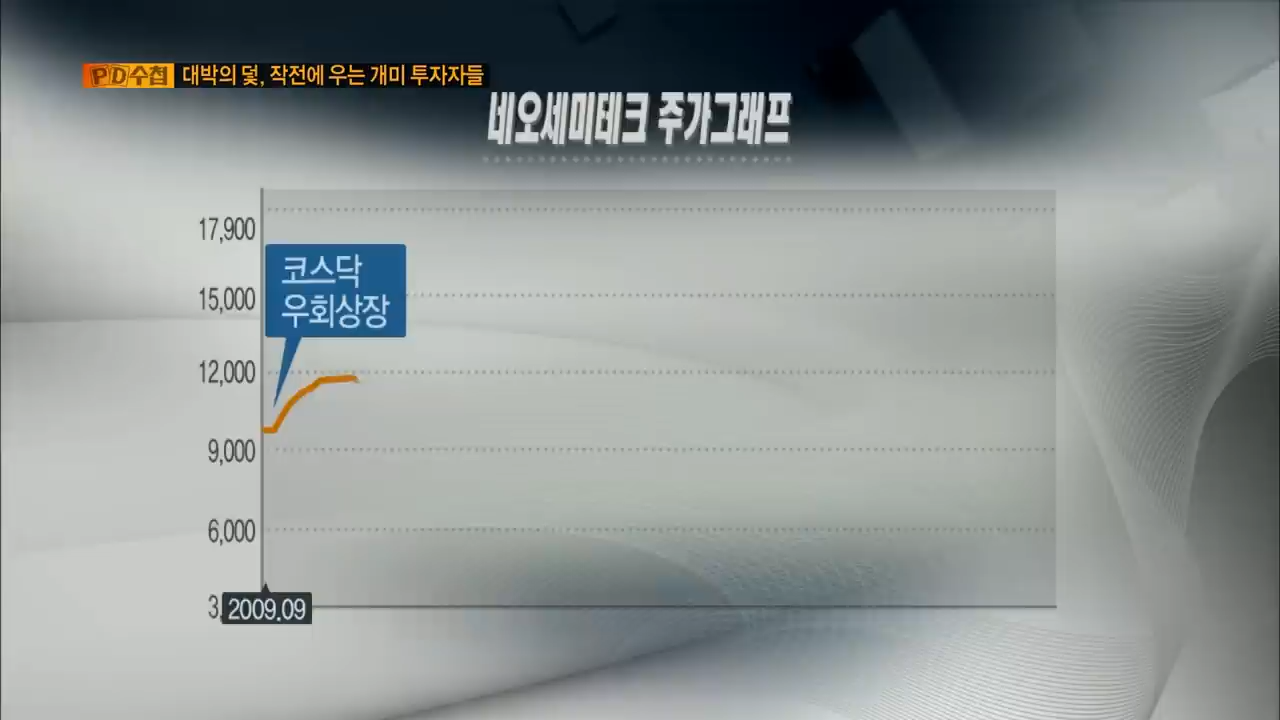 PD수첩 대박의 덫, 작전에 우는 개미 투자자들
네오세미테크 주가그래프
17,900
코스닥
우회상장
15,000
12,000
9,000
6,000
3,
2009.09